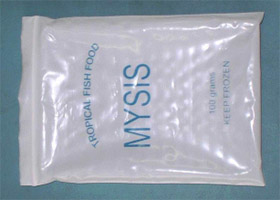 TROPICAL FISH FOOD
MYSIS
100 grams
KEEP FROZEN